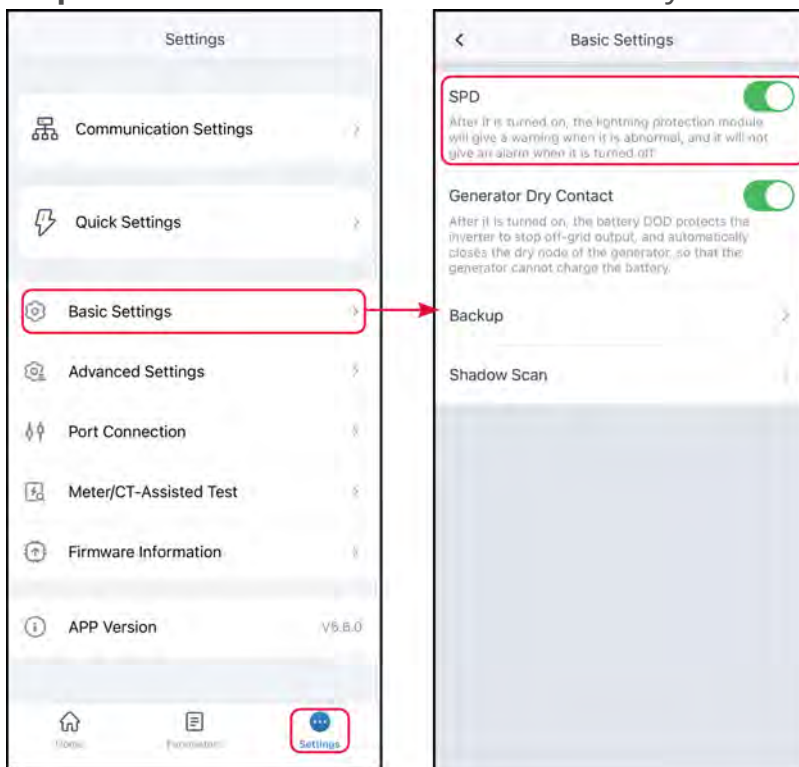 Settings
Communication Settings
Quick Settings
Basic Settings
Advanced Settings
Port Connection
Meter/CT-Assisted Test
Firmware Information
APP Version V6.6.0
Home Parameters Settings
Basic Settings
SPD
After it is turned on, the lightning protection module
will give a warning when it is abnormal, and it will not
give an alarm when it is turned off
Generator Dry Contact
After it is turned on, the battery DOD protects the
inverter to stop off-grid output, and automatically
closes the dry node of the generator, so that the
generator cannot charge the battery.
Backup
Shadow Scan